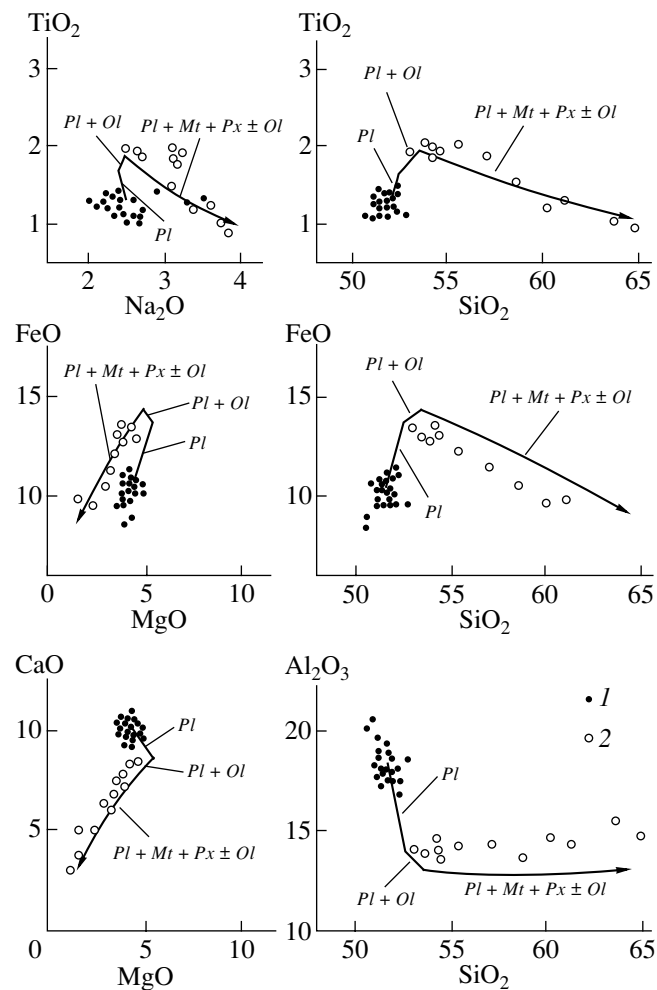 TiO2
3
2
1
Pl + Ol
Pl + Mt + Px ± Ol
Pl
2 3 4
Na2O
TiO2
3
2
1
Pl + Ol
Pl + Mt + Px ± Ol
Pl
50 55 60 65
SiO2
FeO
15
10
Pl + Mt + Px ± Ol
Pl + Ol
Pl
0 5 10
MgO
FeO
15
10
Pl + Ol
Pl + Mt + Px ± Ol
Pl
50 55 60 65
SiO2
CaO
10
5
Pl
Pl + Ol
Pl + Mt + Px ± Ol
0 5 10
MgO
Al2O3
20
15
10
1
2
Pl
Pl + Ol
Pl + Mt + Px ± Ol
50 55 60 65
SiO2